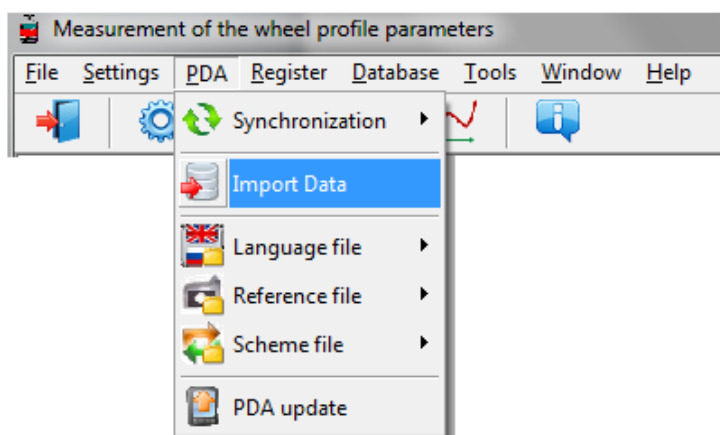 Measurement of the wheel profile parameters
File Settings PDA Register Database Tools Window Help
Synchronization
Import Data
Language file
Reference file
Scheme file
PDA update